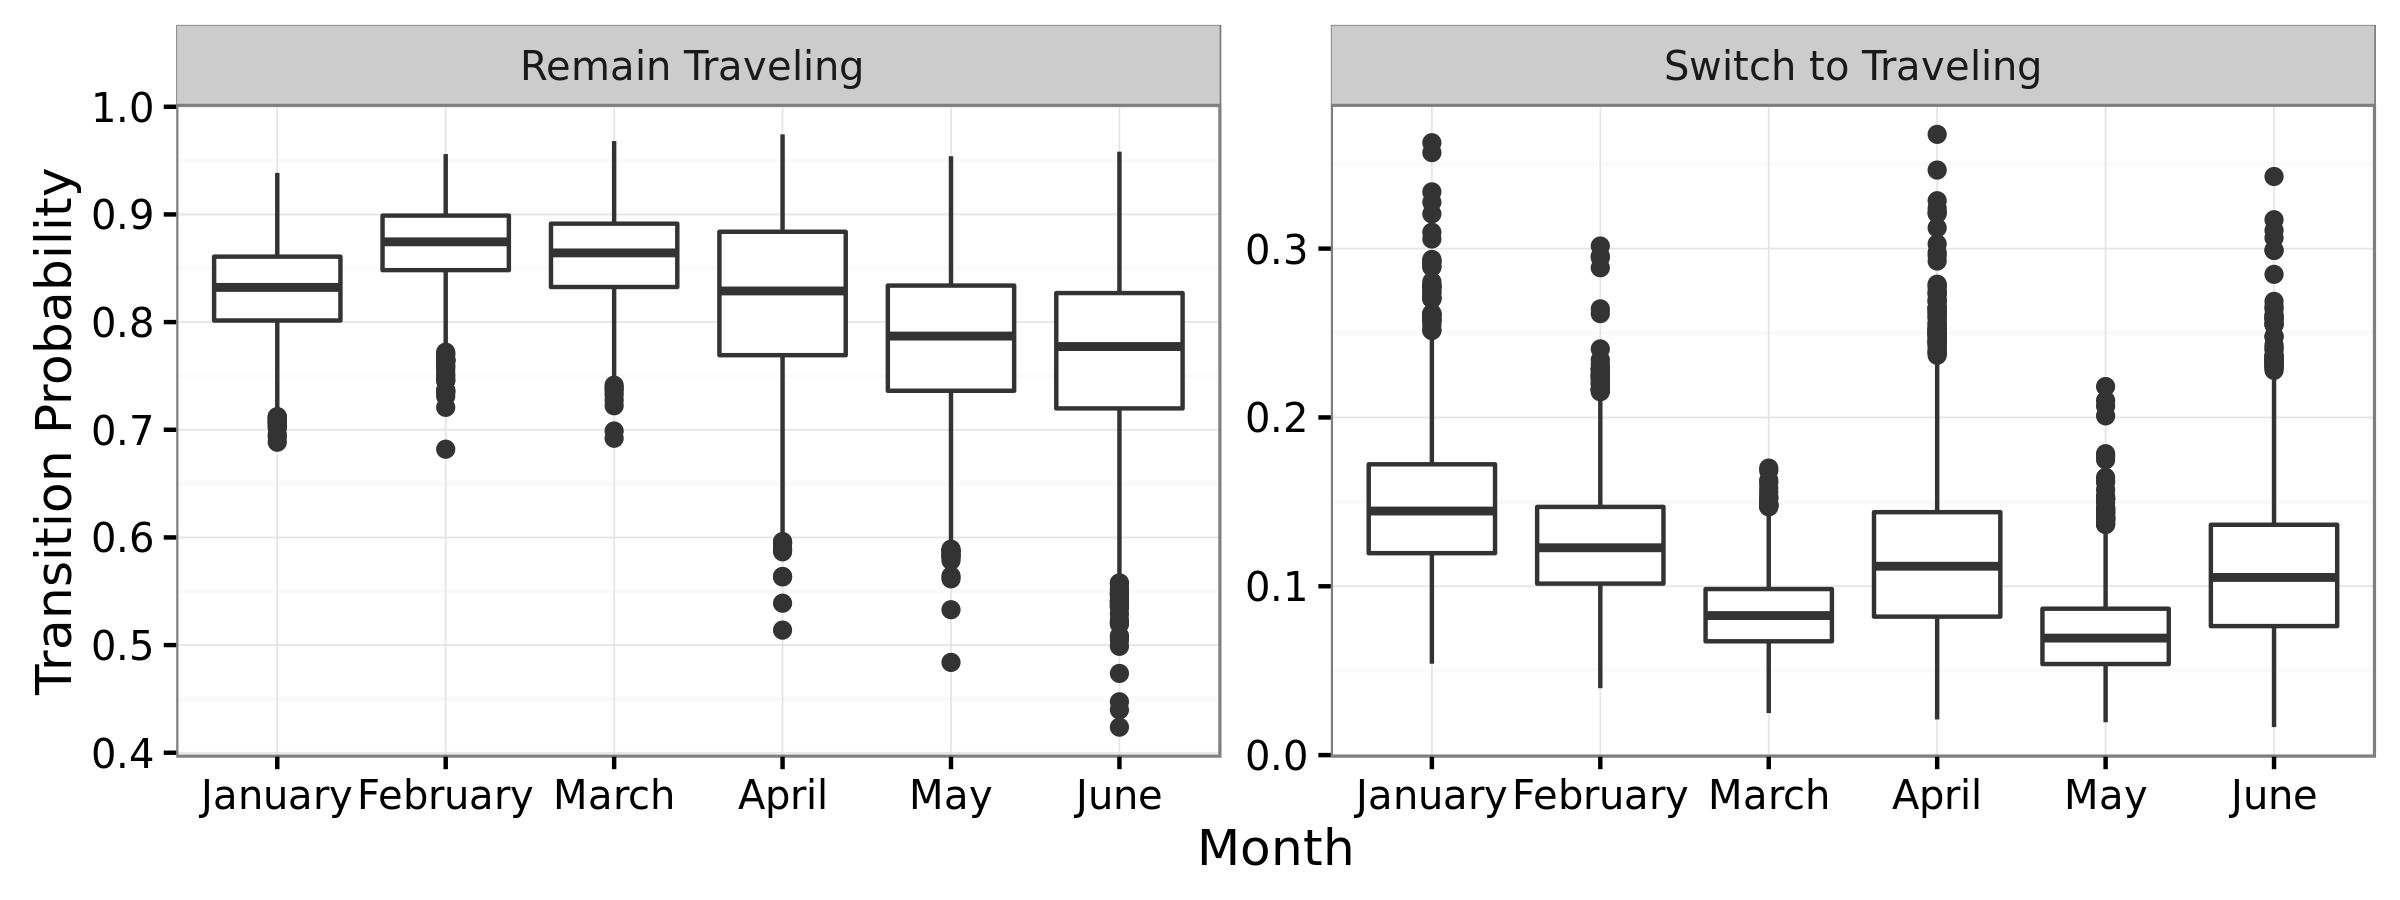 Remain Traveling
Switch to Traveling
Transition Probability
1.0
0.9
0.8
0.7
0.6
0.5
0.4
0.3
0.2
0.1
0.0
January February March April May June
January February March April May June
Month